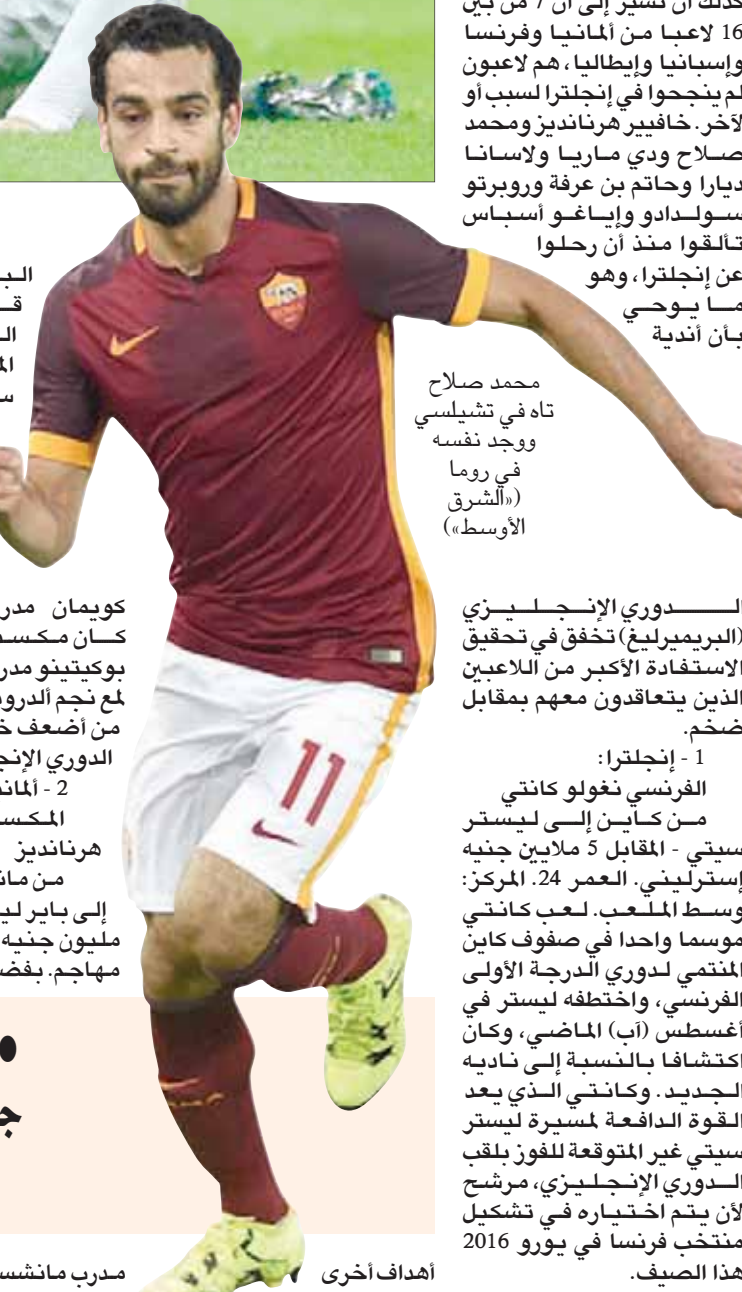 كذلك أن نشير إلى أن 7 من بين
16 لاعبا من ألمانيا وفرنسا
وإسبانيا وإيطاليا، هم لاعبون
لم ينجحوا في إنجلترا لسبب أو
لآخر. خافيير هرنانديز ومحمد
صلاح ودي ماريا ولاسانا
ديارا وحاتم بن عرفة وروبرتو
سولدادو وإياغو أسباس
تألقوا منذ أن رحلوا
عن إنجلترا، وهو
ما يوحي
بأن أندية
محمد صلاح
تاه في تشيلسي
ووجد نفسه
في روما
(«الشرق
الأوسط»)
الدوري الإنجليزي
(البريميرليغ) تخفق في تحقيق
الاستفادة الأكبر من اللاعبين
الذين يتعاقدون معهم بمقابل
ضخم.
1 - إنجلترا:
الفرنسي نغولو كانتي
من كاين إلى ليستر
سيتي - المقابل 5 ملايين جنيه
إسترليني. العمر 24. المركز:
وسط الملعب. لعب كانتي
موسما واحدا في صفوف كاين
المنتمي لدوري الدرجة الأولى
الفرنسي، واختطفه ليستر في
أغسطس (آب) الماضي، وكان
اكتشافا بالنسبة إلى ناديه
الجديد. وكانتي الذي يعد
القوة الدافعة لمسيرة ليستر
سيتي غير المتوقعة للفوز بلقب
الدوري الإنجليزي، مرشح
لأن يتم اختياره في تشكيل
منتخب فرنسا في يورو 2016
هذا الصيف.
11
كويمان مدر
كان مكسد
بوكيتينو مدر
لمع نجم ألدرو
من أضعف خ
الدوري الإنج
2 - ألمان
المكس
هرنانديز
من مان
إلى باير لي
مليون جنيه
مهاجم. بفض
أهداف أخرى
مدرب مانشس